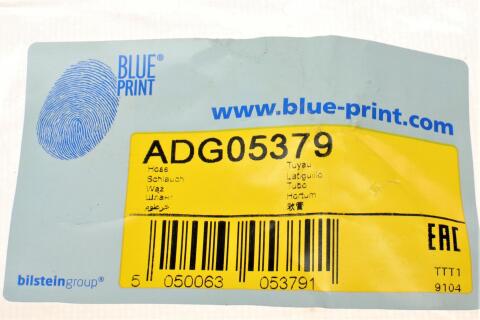 BLUE®
PRINT
www.blue-print.com
ADG05379
Hose
Schlauch
Wąż
Шланг
خرطوم
Tuyau
Latiguillo
Tubo
Hortum
软管
EAC
5 050063 053791
TTT1
9104
bilsteingroup®